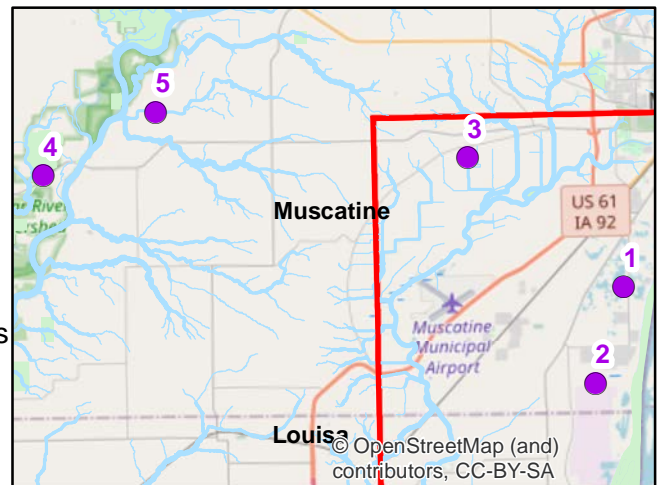 5
3
4
Muscatine
US 61
IA 92
1
Muscatine
Municipal
Airport
s
2
Louisa
© OpenStreetMap (and)
contributors, CC-BY-SA